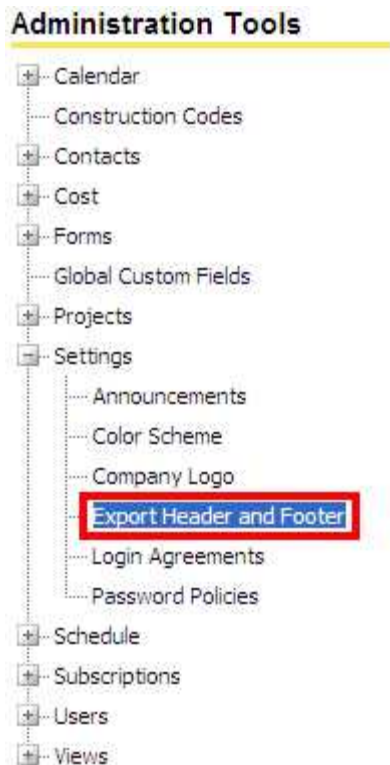 Administration Tools
Calendar
Construction Codes
Contacts
Cost
Forms
Global Custom Fields
Projects
Settings
Announcements
Color Scheme
Company Logo
Export Header and Footer
Login Agreements
Password Policies
Schedule
Subscriptions
Users
Views